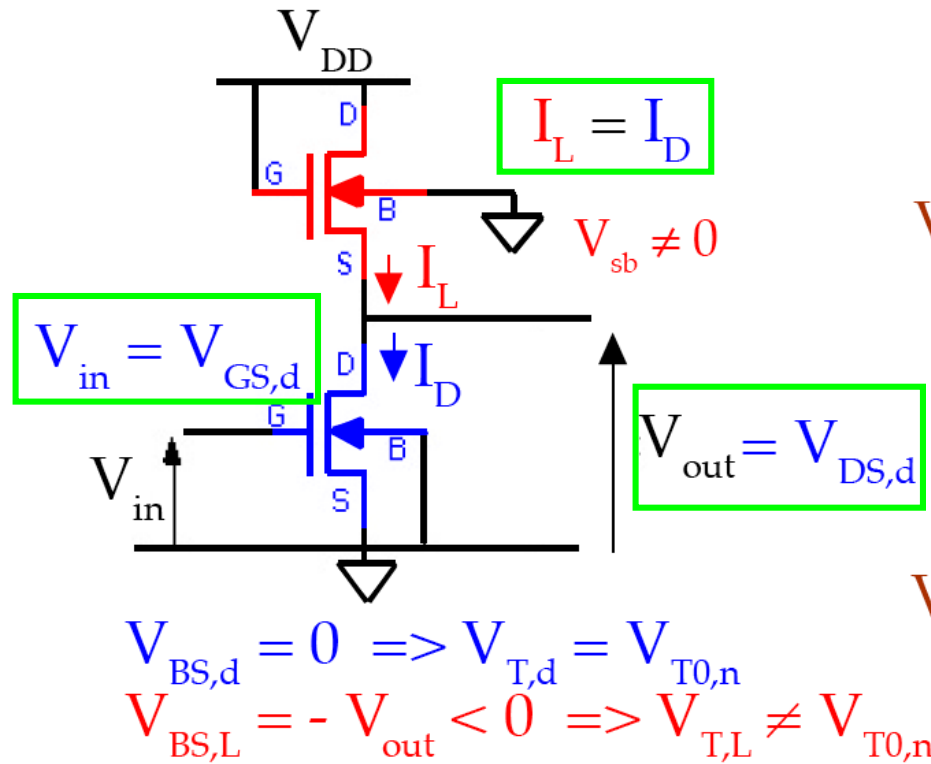 V_DD
D
I_L = I_D
G
B
V_sb ≠ 0
S
I_L
V_in = V_GS,d
D
I_D
G
B
V_out = V_DS,d
V_in
S
V_BS,d = 0 => V_T,d = V_T0,n
V_BS,L = - V_out < 0 => V_T,L ≠ V_T0,n